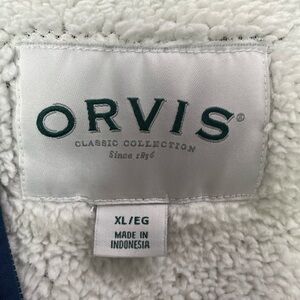 ORVIS®
CLASSIC COLLECTION
Since 1856
XL/EG
MADE IN
INDONESIA